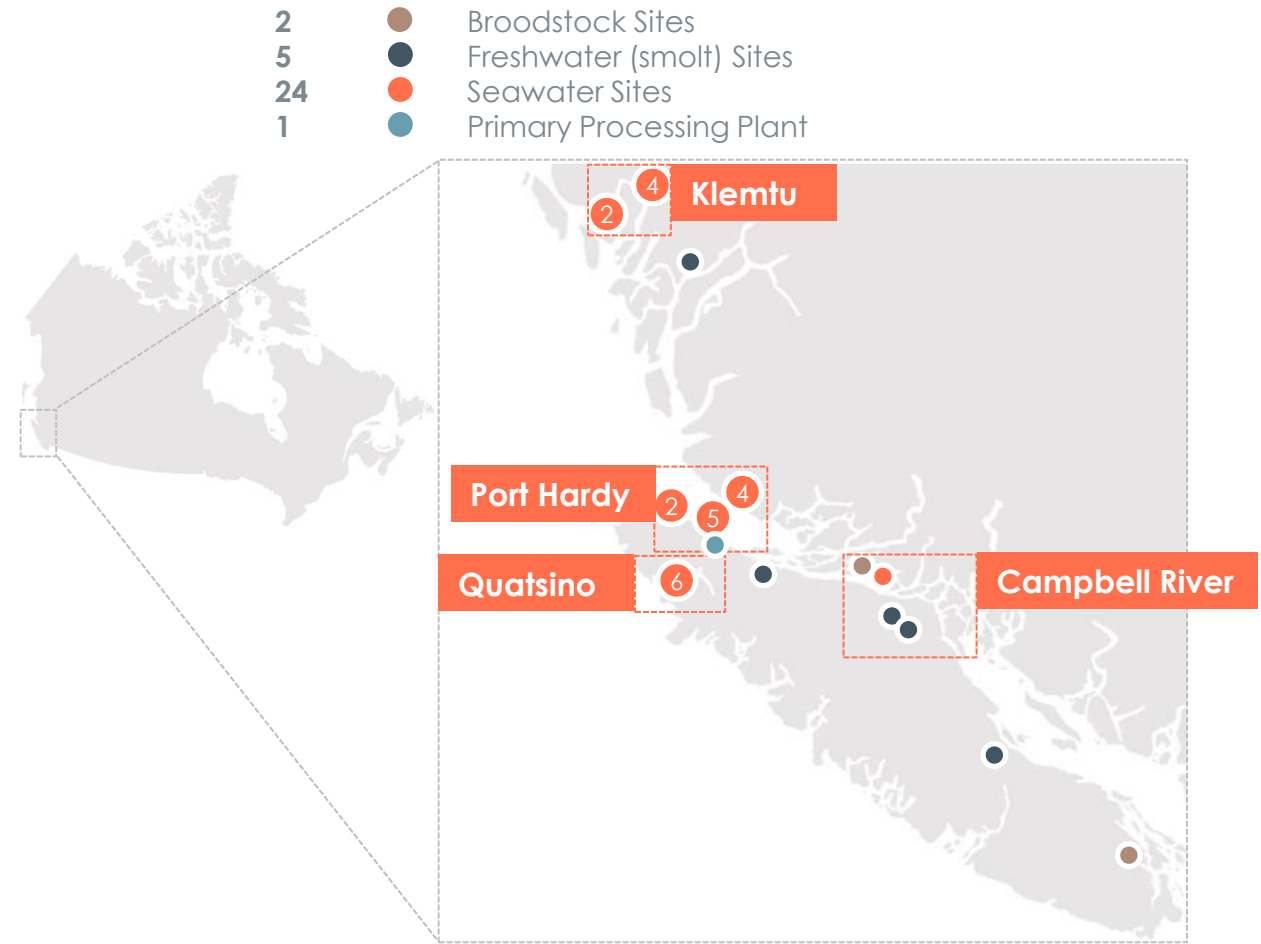 2 Broodstock Sites
5 Freshwater (smolt) Sites
24 Seawater Sites
1 Primary Processing Plant
4
Klemtu
2
Port Hardy
4
2
5
Quatsino
6
Campbell River